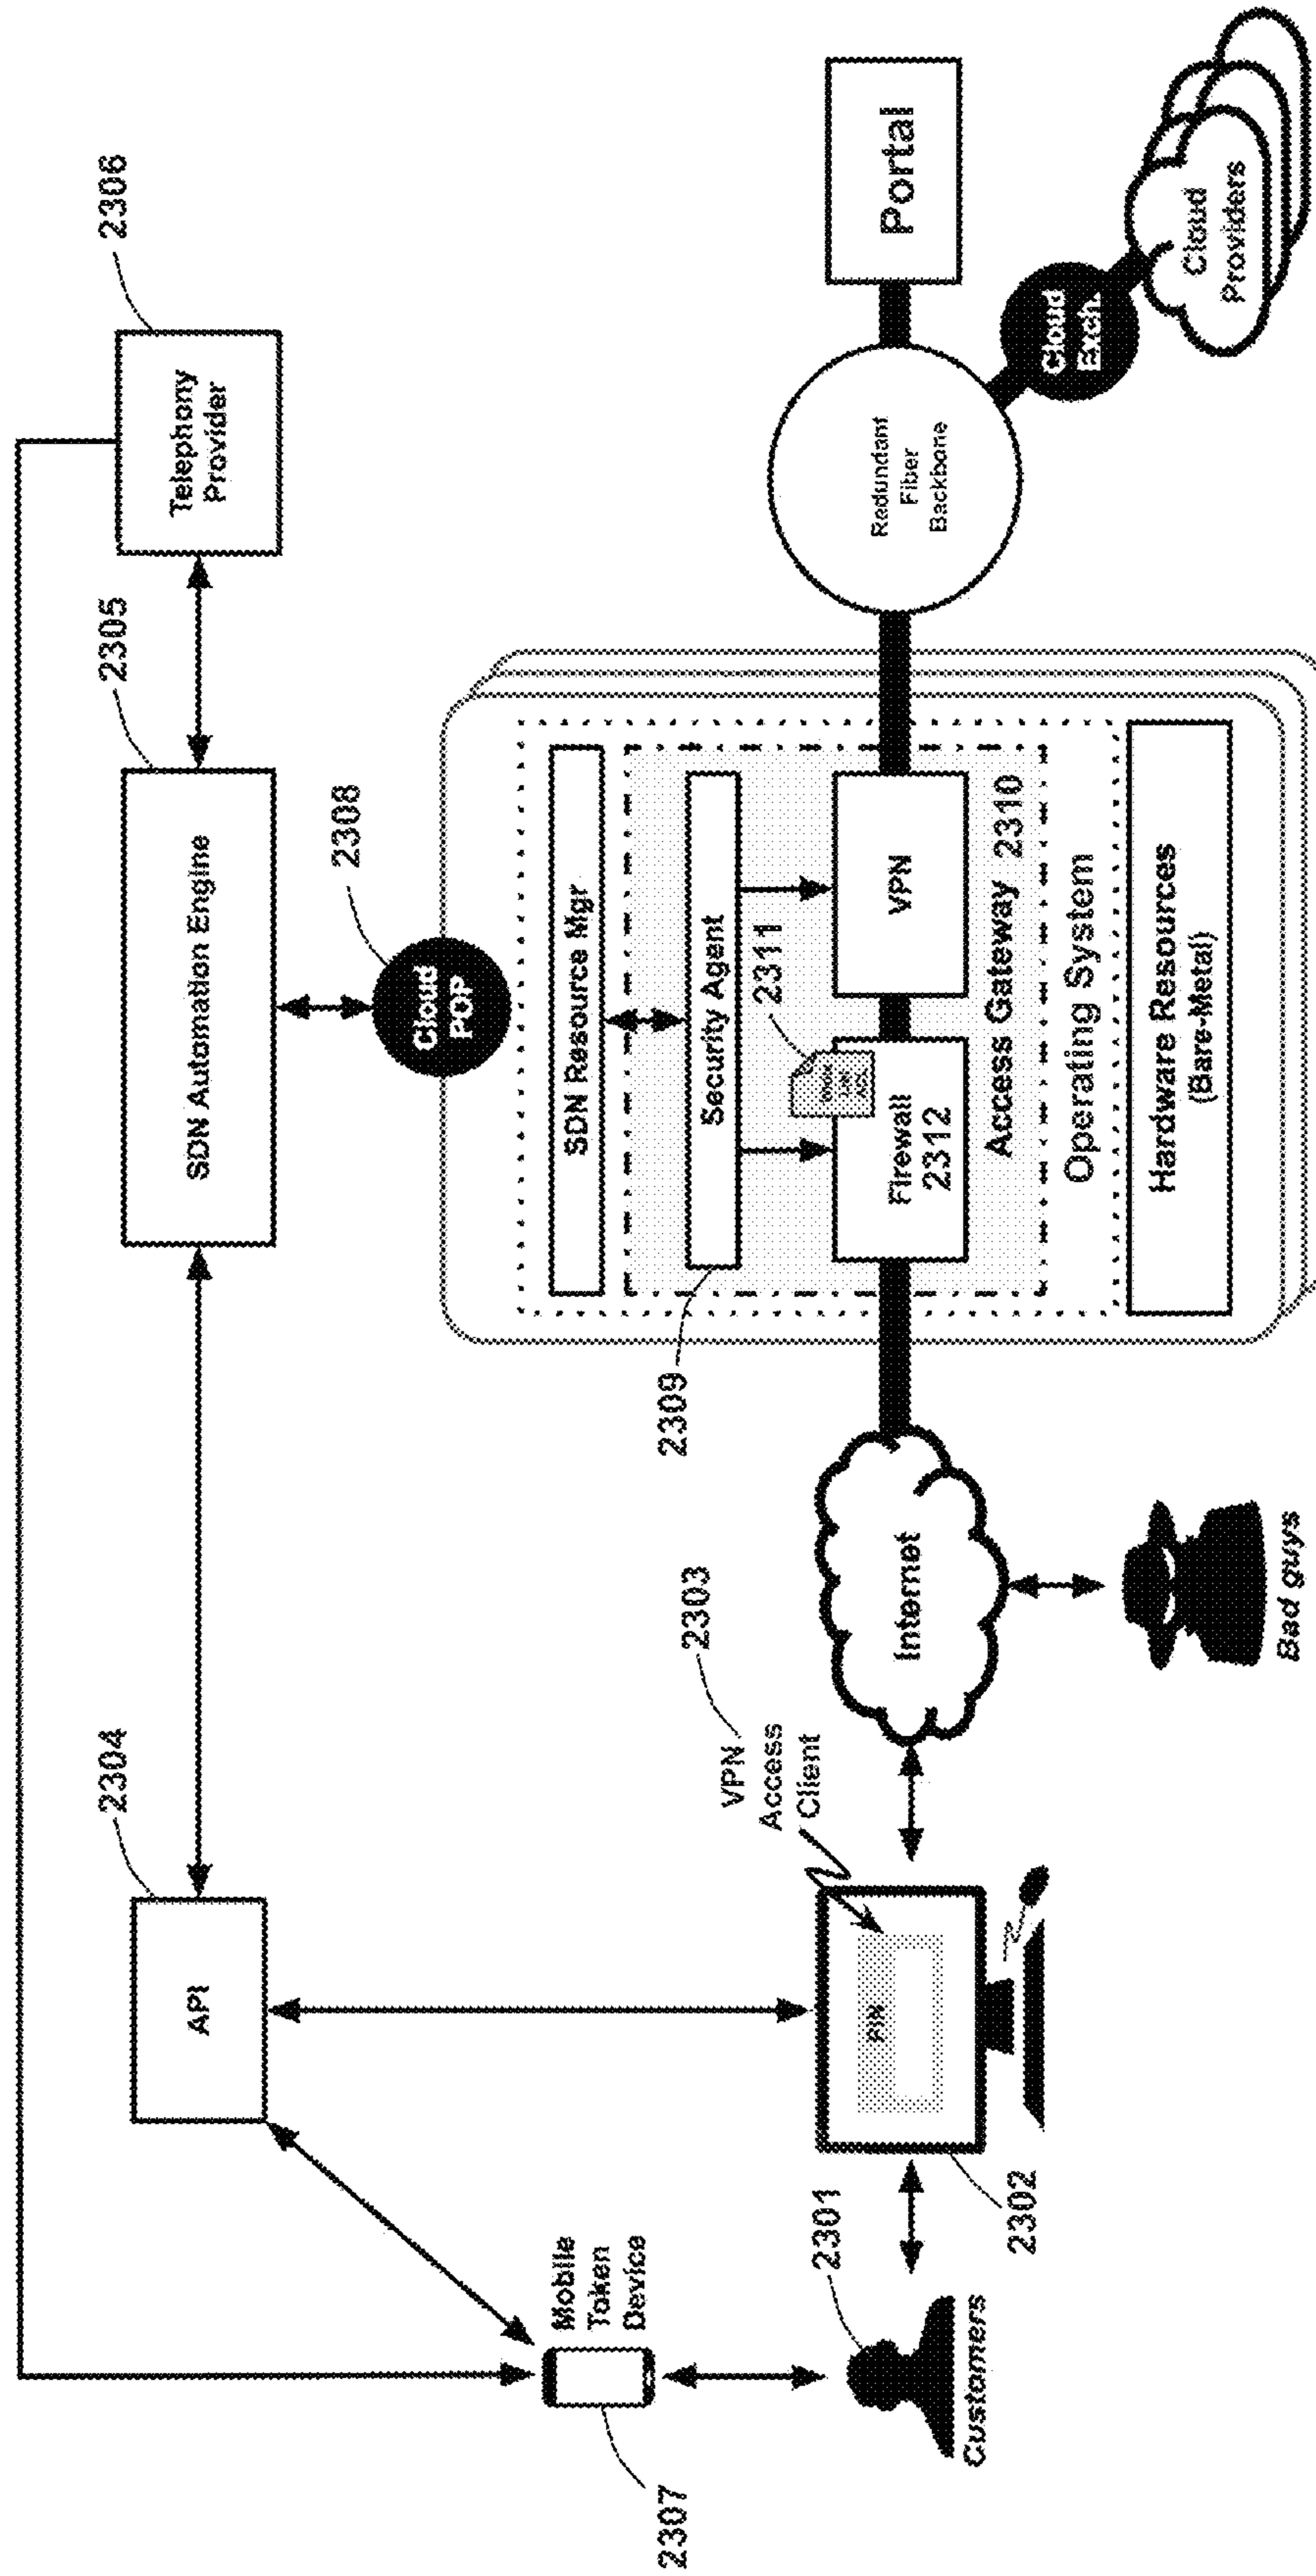 2304
2305
2306
API
SDN Automation Engine
Telephony
Provider
2308
Cloud
POP
2307
Mobile
Token
Device
2301
Customers
2302
PIN
VPN
Access
Client
2303
Internet
Bad guys
2309
SDN Resource Mgr
Security Agent
2311
Firewall
2312
VPN
Access Gateway 2310
Operating System
Hardware Resources
(Bare-Metal)
Redundant
Fiber
Backbone
Portal
Cloud
Exch.
Cloud
Providers